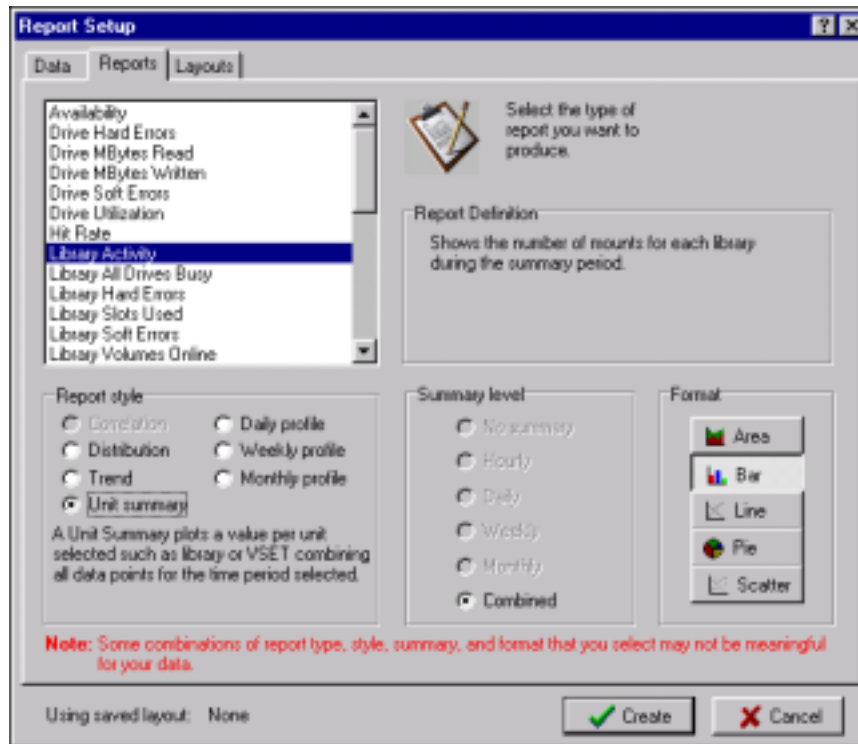 Report Setup
Data Reports Layouts
Availability
Drive Hard Errors
Drive MBytes Read
Drive MBytes Written
Drive Soft Errors
Drive Utilization
Hit Rate
Library Activity
Library All Drives Busy
Library Hard Errors
Library Slots Used
Library Soft Errors
Library Volumes Online
Select the type of
report you want to
produce.
Report Definition
Shows the number of mounts for each library
during the summary period.
Report style
Correlation
Distribution
Trend
Unit summary
Daily profile
Weekly profile
Monthly profile
A Unit Summary plots a value per unit
selected such as library or VSET combining
all data points for the time period selected.
Summary level
No summary
Hourly
Daily
Weekly
Monthly
Combined
Format
Area
Bar
Line
Pie
Scatter
Note: Some combinations of report type, style, summary, and format that you select may not be meaningful
for your data.
Using saved layout: None
Create
Cancel